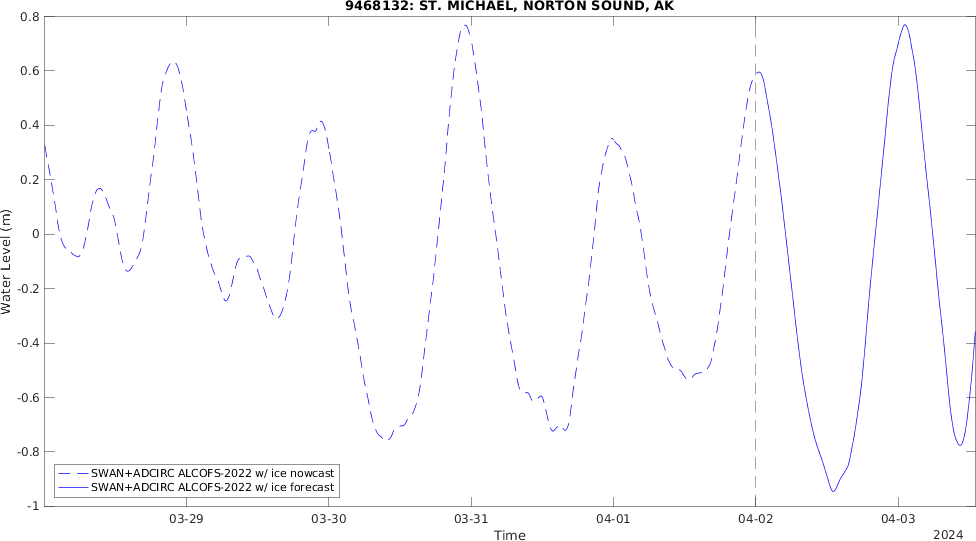 9468132: ST. MICHAEL, NORTON SOUND, AK
Water Level (m)
0.8
0.6
0.4
0.2
0
-0.2
-0.4
-0.6
-0.8
-1
SWAN+ADCIRC ALCOFS-2022 w/ ice nowcast
SWAN+ADCIRC ALCOFS-2022 w/ ice forecast
03-29 03-30 03-31 04-01 04-02 04-03
Time
2024